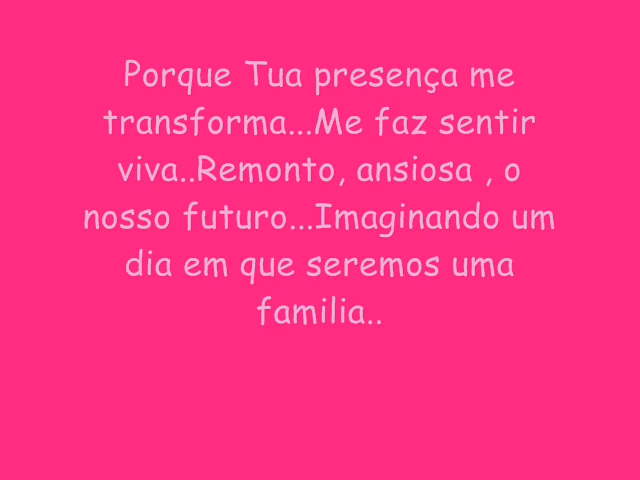 Porque Tua presença me
transforma...Me faz sentir
viva..Remonto, ansiosa , o
nosso futuro...Imaginando um
dia em que seremos uma
familia..